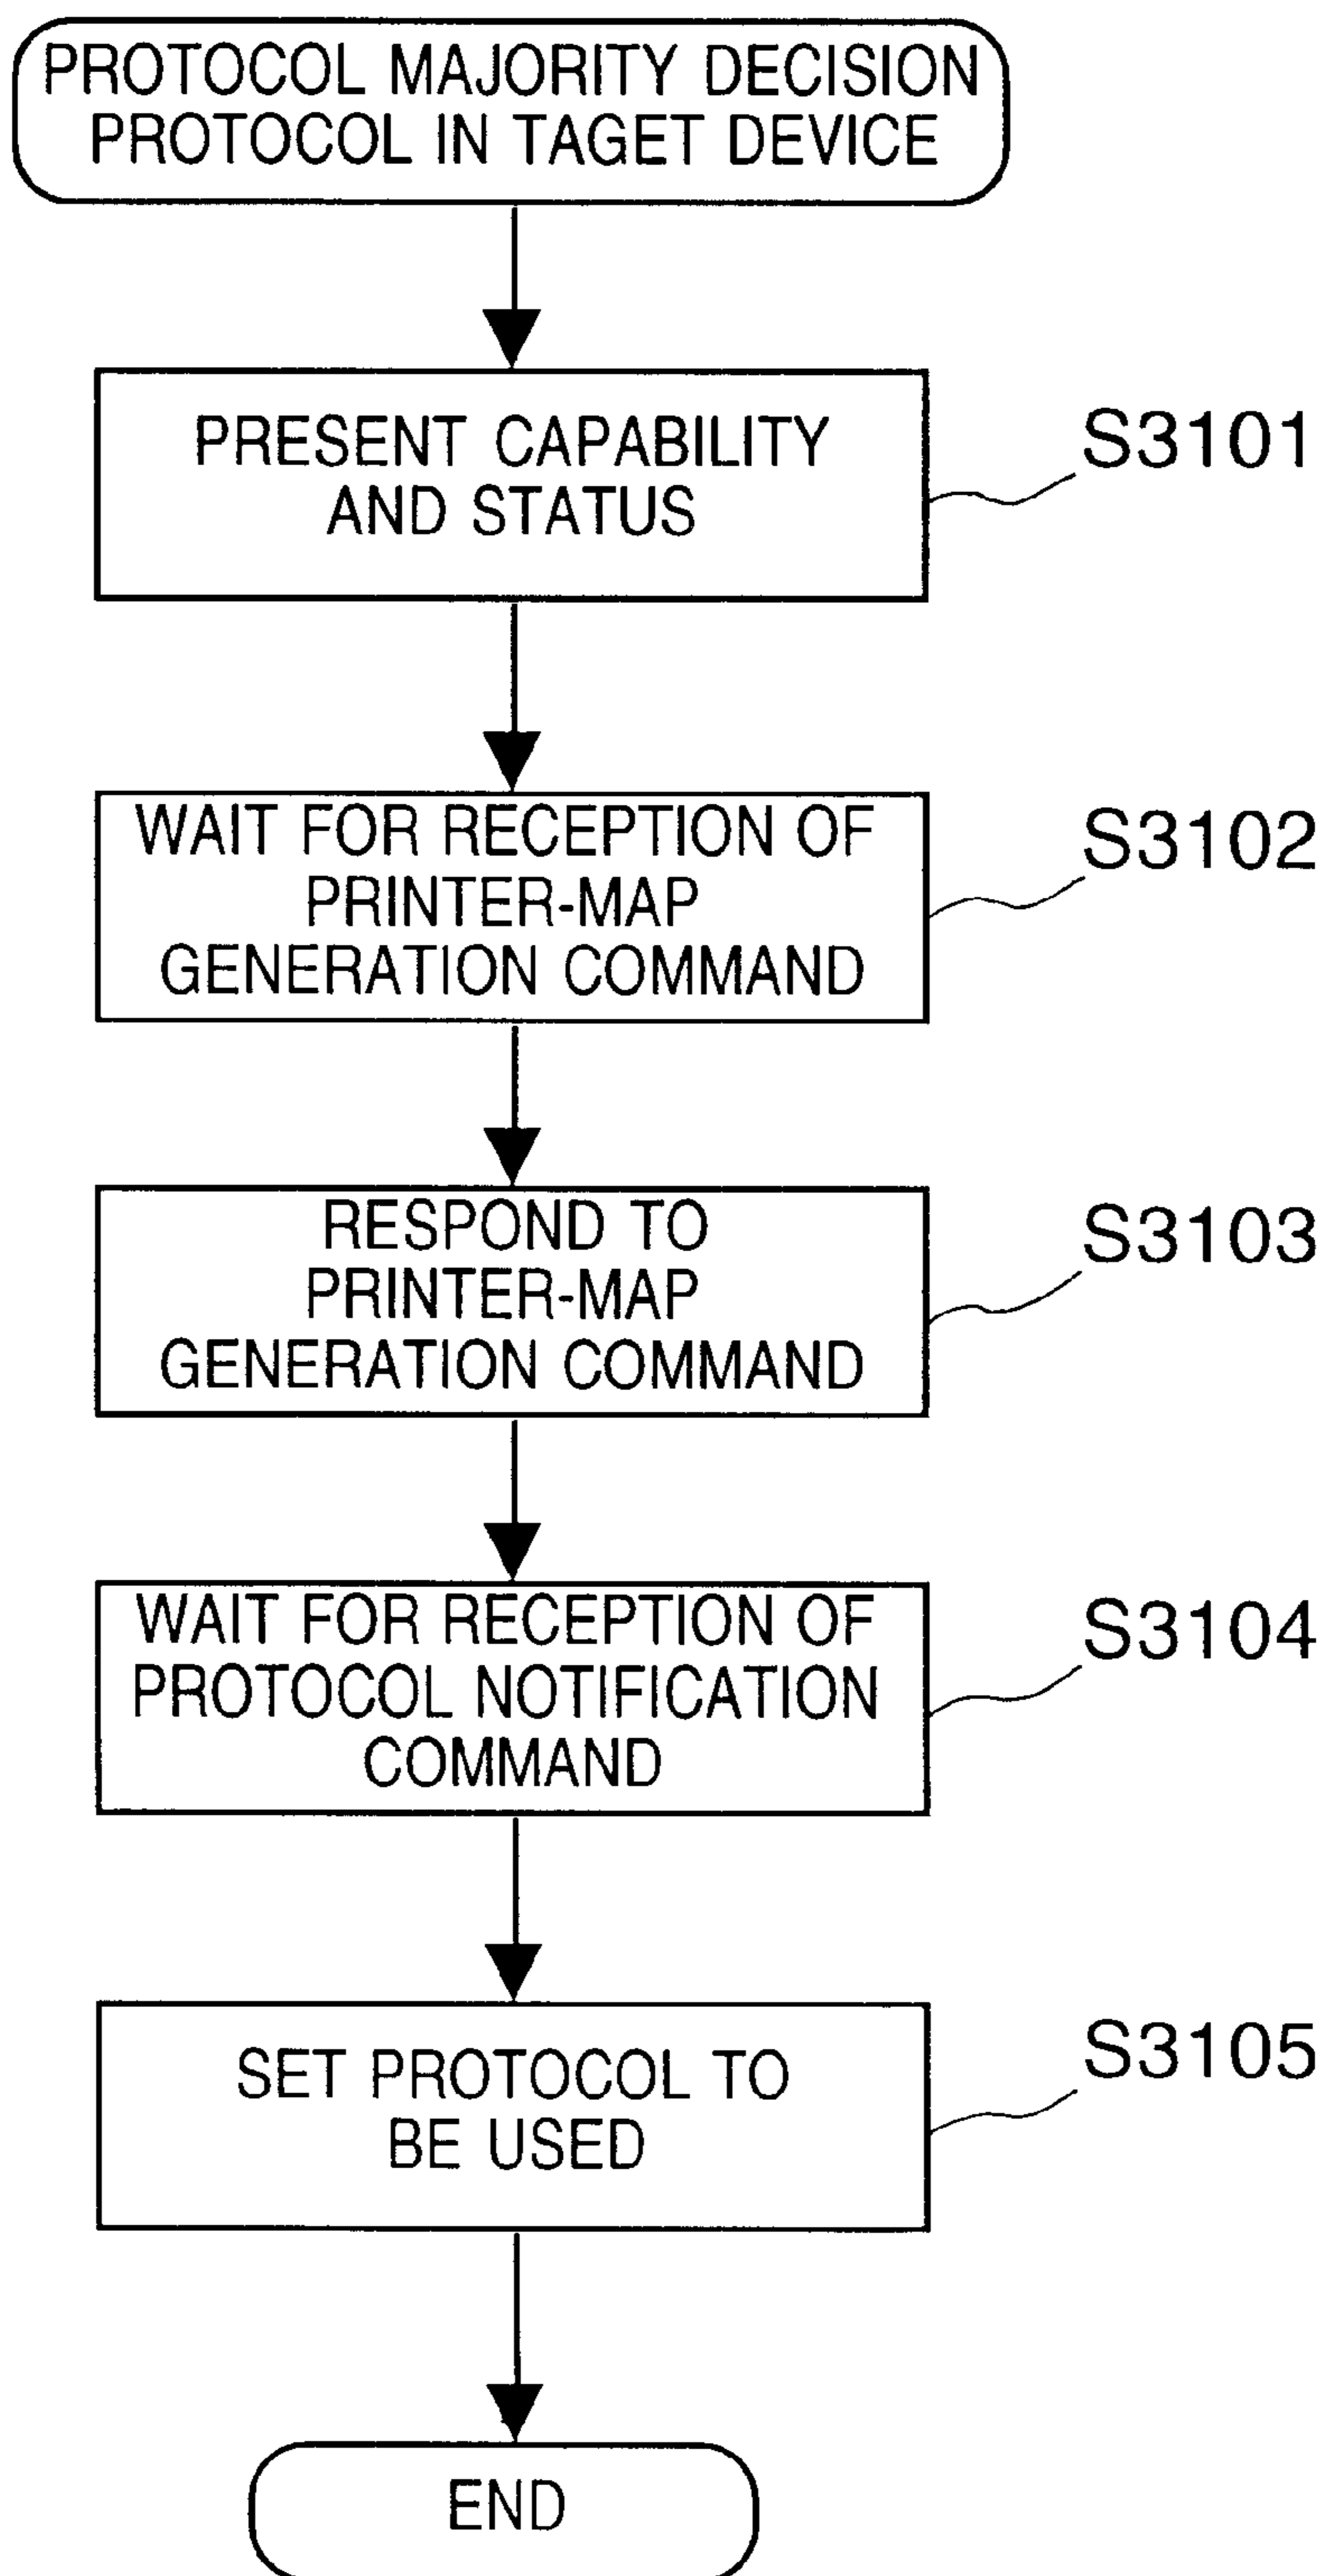 PROTOCOL MAJORITY DECISION
PROTOCOL IN TAGET DEVICE
PRESENT CAPABILITY
AND STATUS
S3101
WAIT FOR RECEPTION OF
PRINTER-MAP
GENERATION COMMAND
S3102
RESPOND TO
PRINTER-MAP
GENERATION COMMAND
S3103
WAIT FOR RECEPTION OF
PROTOCOL NOTIFICATION
COMMAND
S3104
SET PROTOCOL TO
BE USED
S3105
END